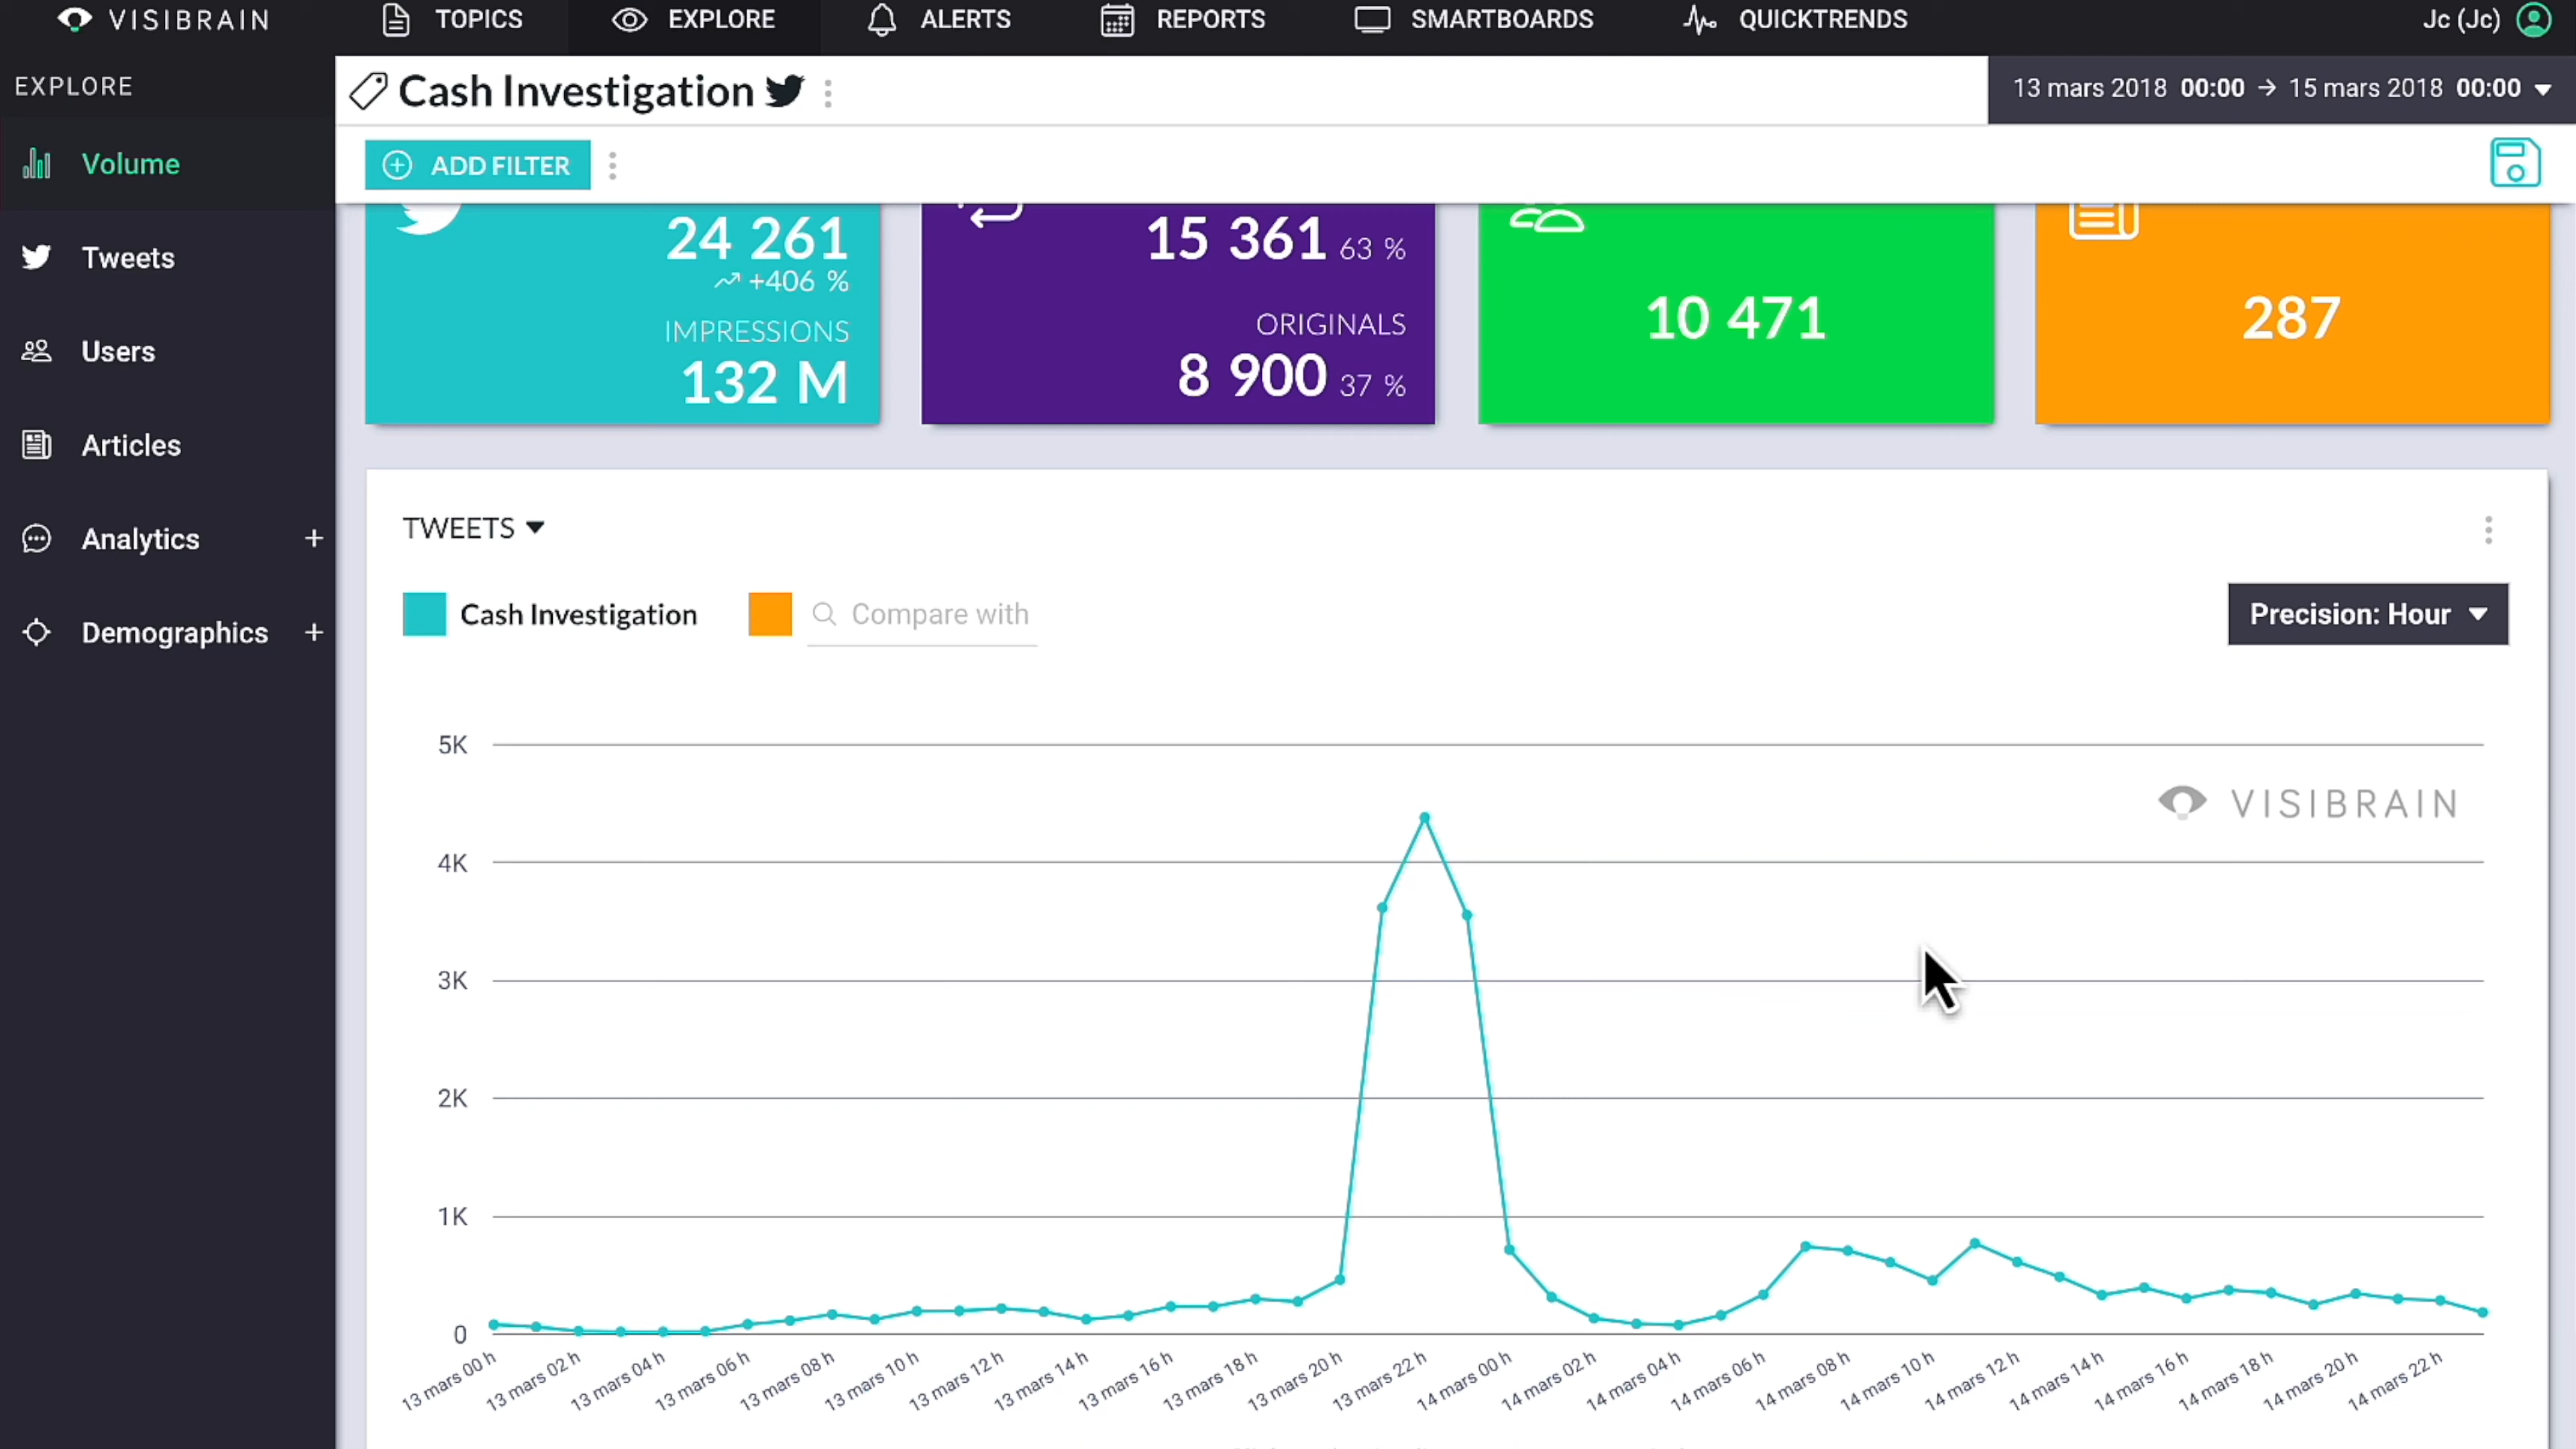 VISIBRAIN
TOPICS
EXPLORE
ALERTS
REPORTS
SMARTBOARDS
QUICKTRENDS
Jc (Jc)
EXPLORE
Cash Investigation
13 mars 2018 00:00 → 15 mars 2018 00:00
Volume
ADD FILTER
Tweets
Users
Articles
Analytics +
Demographics +
24 261
+406 %
IMPRESSIONS
132 M
15 361 63 %
ORIGINALS
8 900 37 %
10 471
287
TWEETS
Cash Investigation
Compare with
Precision: Hour
VISIBRAIN
5K
4K
3K
2K
1K
0
13 mars 00 h
13 mars 02 h
13 mars 04 h
13 mars 06 h
13 mars 08 h
13 mars 10 h
13 mars 12 h
13 mars 14 h
13 mars 16 h
13 mars 18 h
13 mars 20 h
13 mars 22 h
14 mars 00 h
14 mars 02 h
14 mars 04 h
14 mars 06 h
14 mars 08 h
14 mars 10 h
14 mars 12 h
14 mars 14 h
14 mars 16 h
14 mars 18 h
14 mars 20 h
14 mars 22 h